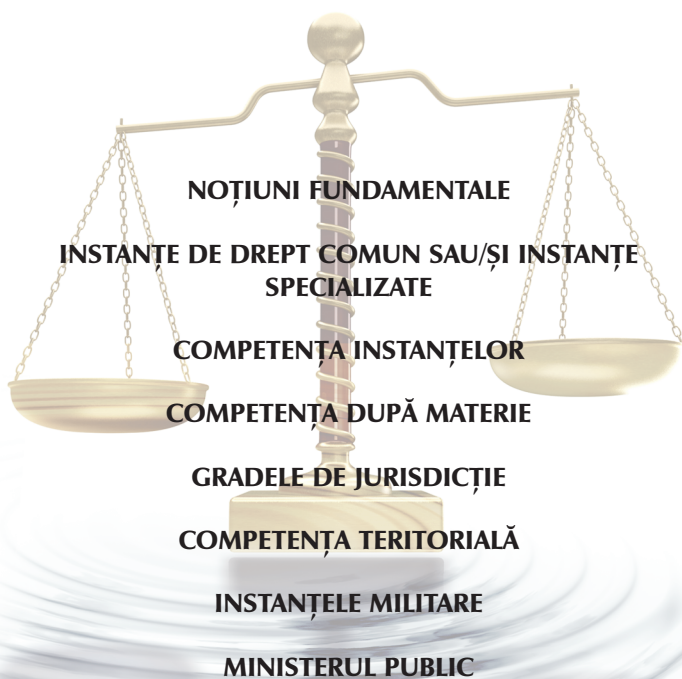 NOȚIUNI FUNDAMENTALE
INSTANȚE DE DREPT COMUN SAU/ȘI INSTANȚE
SPECIALIZATE
COMPETENȚA INSTANȚELOR
COMPETENȚA DUPĂ MATERIE
GRADELE DE JURISDICȚIE
COMPETENȚA TERITORIALĂ
INSTANȚELE MILITARE
MINISTERUL PUBLIC